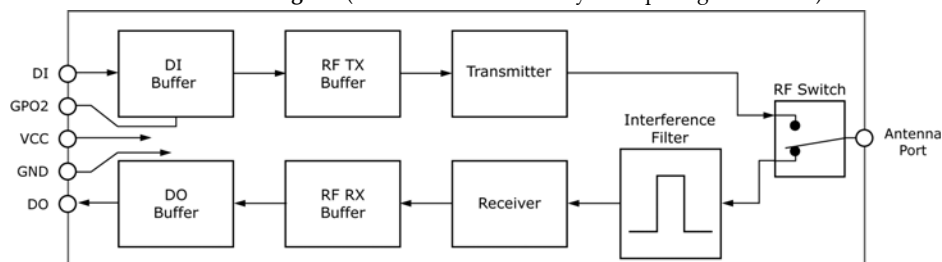 DI
GPO2
VCC
GND
DO
DI
Buffer
RF TX
Buffer
Transmitter
RF Switch
Interference
Filter
Antenna
Port
DO
Buffer
RF RX
Buffer
Receiver